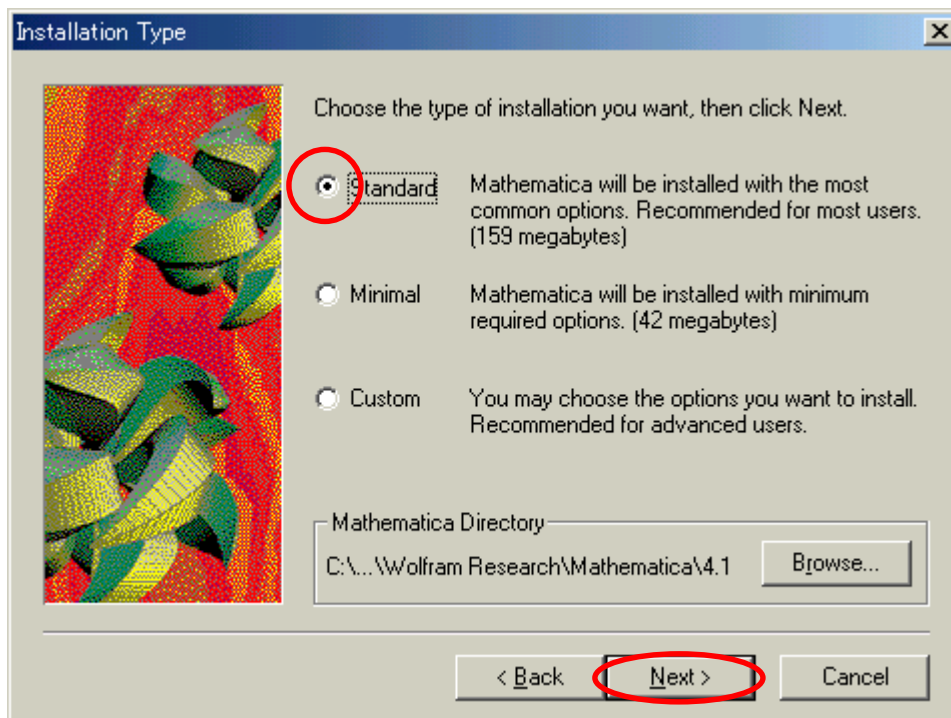 Installation Type
Choose the type of installation you want, then click Next.
Standard
Mathematica will be installed with the most
common options. Recommended for most users.
(159 megabytes)
Minimal
Mathematica will be installed with minimum
required options. (42 megabytes)
Custom
You may choose the options you want to install.
Recommended for advanced users.
Mathematica Directory
C:\...\Wolfram Research\Mathematica\4.1
Browse...
< Back
Next >
Cancel